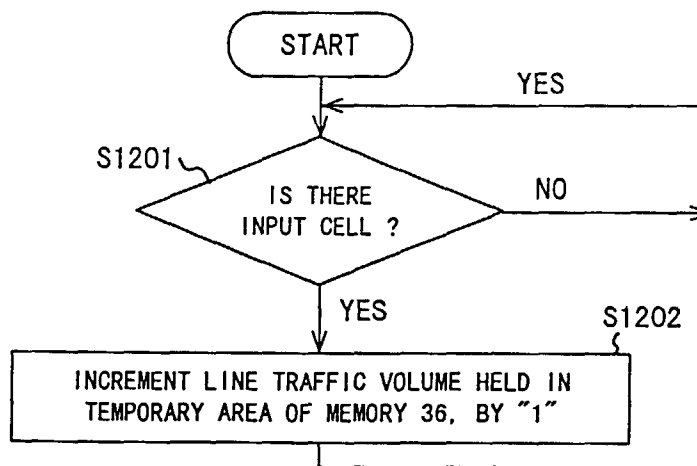 START
YES
S1201
IS THERE
INPUT CELL ?
NO
YES
S1202
INCREMENT LINE TRAFFIC VOLUME HELD IN
TEMPORARY AREA OF MEMORY 36, BY "1"